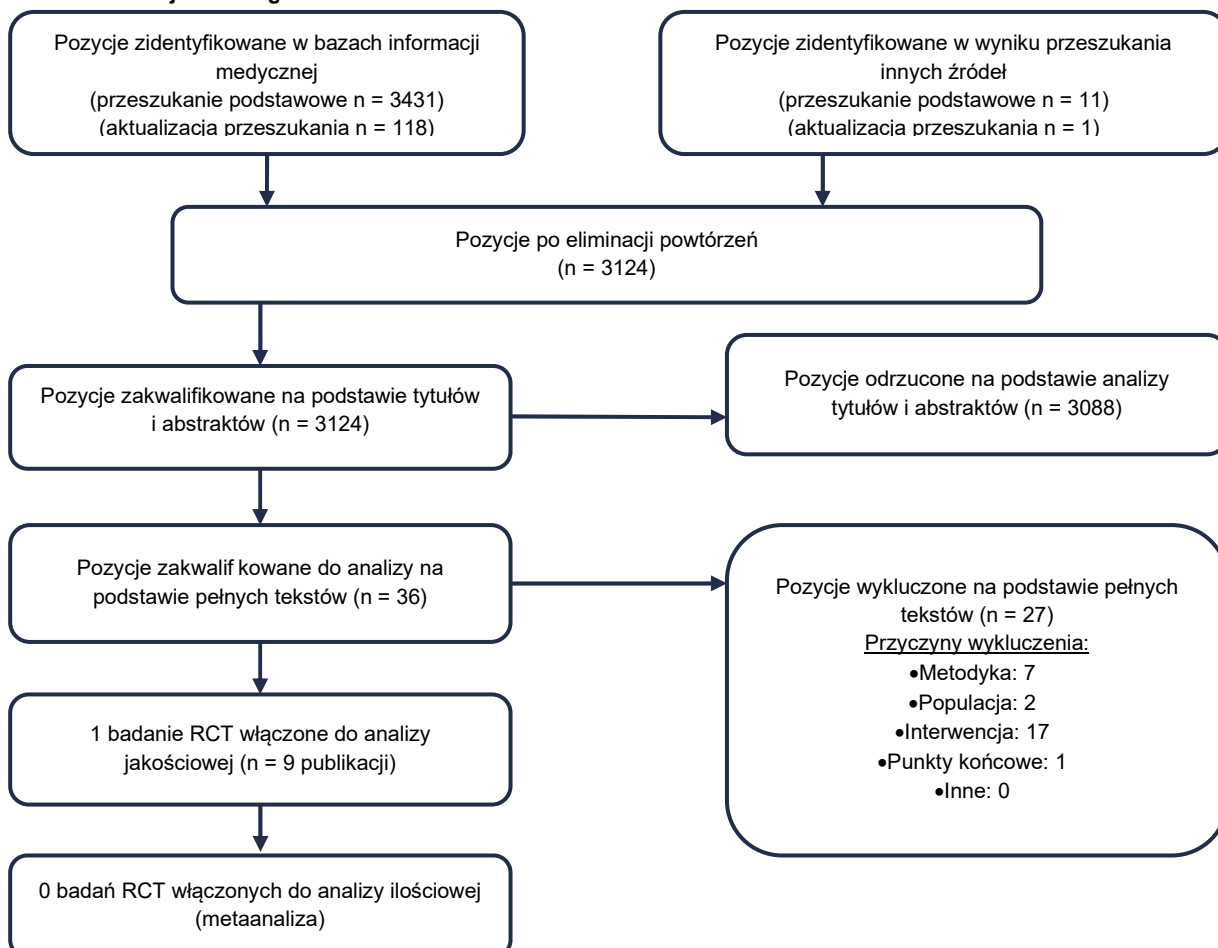 Pozycje zidentyfikowane w bazach informacji
medycznej
(przeszukanie podstawowe n = 3431)
(aktualizacja przeszukania n = 118)
Pozycje zidentyfikowane w wyniku przeszukania
innych źródeł
(przeszukanie podstawowe n = 11)
(aktualizacja przeszukania n = 1)
Pozycje po eliminacji powtórzeń
(n = 3124)
Pozycje zakwalifikowane na podstawie tytułów
i abstraktów (n = 3124)
Pozycje odrzucone na podstawie analizy
tytułów i abstraktów (n = 3088)
Pozycje zakwalif kowane do analizy na
podstawie pełnych tekstów (n = 36)
Pozycje wykluczone na podstawie pełnych
tekstów (n = 27)
Przyczyny wykluczenia:
•Metodyka: 7
•Populacja: 2
•Interwencja: 17
•Punkty końcowe: 1
•Inne: 0
1 badanie RCT włączone do analizy
jakościowej (n = 9 publikacji)
0 badań RCT włączonych do analizy ilościowej
(metaanaliza)